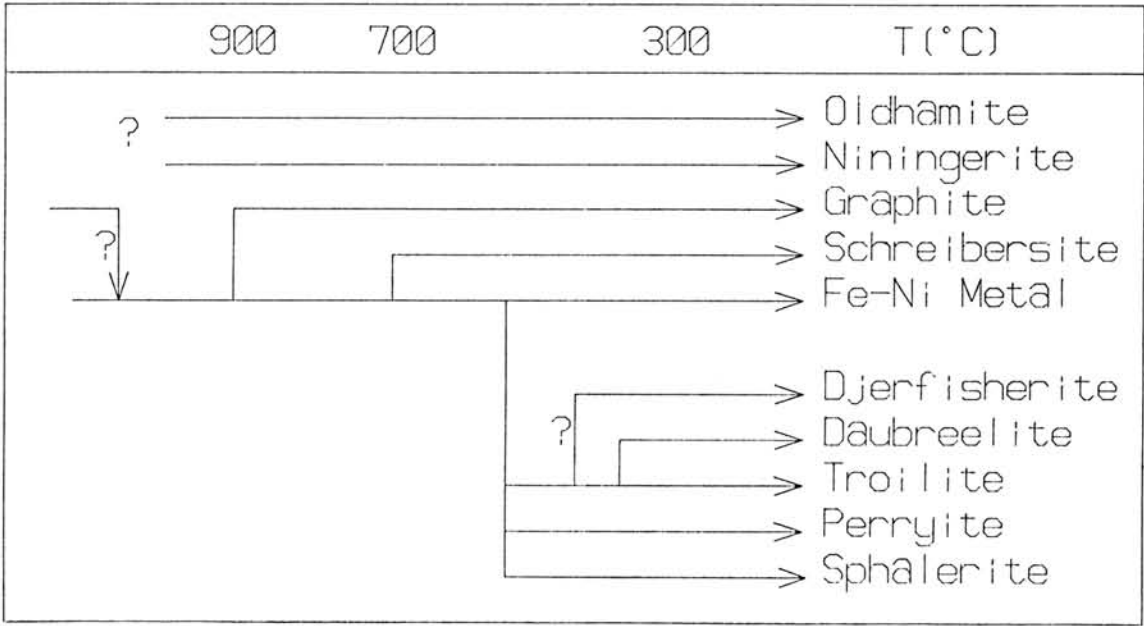 900 700 300 T(°C)
Oldhamite
?
Niningerite
Graphite
?
Schreibersite
Fe-Ni Metal
Djerfisherite
?
Daubreelite
Troilite
Perryite
Sphalerite